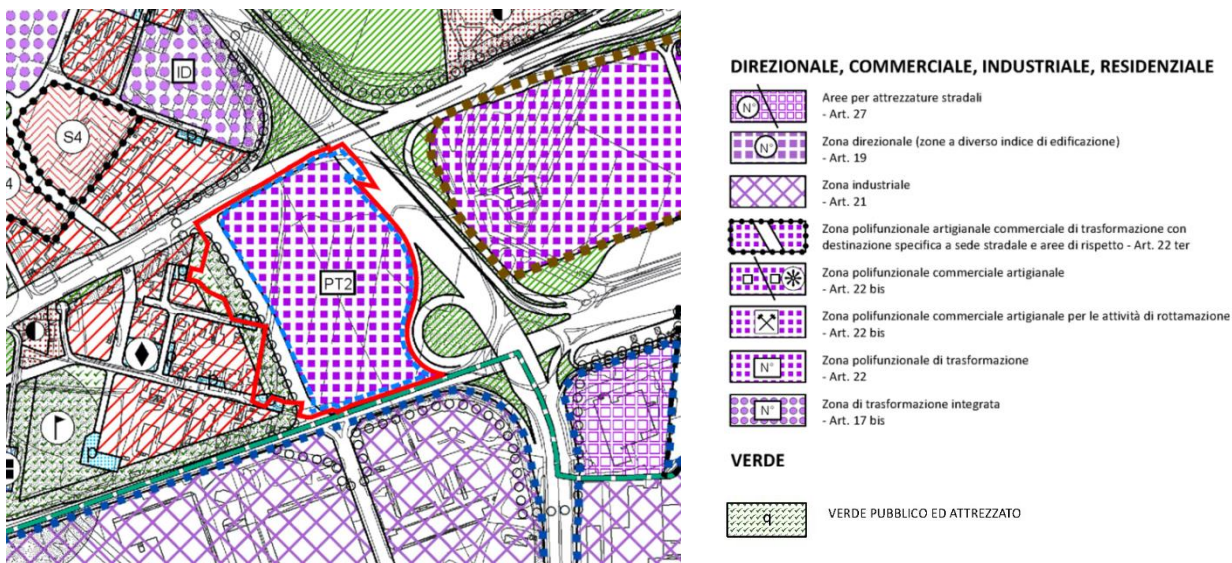 ID
S4
p
4
PT2
p
p
p
DIREZIONALE, COMMERCIALE, INDUSTRIALE, RESIDENZIALE
N°
Aree per attrezzature stradali
- Art. 27
N°
Zona direzionale (zone a diverso indice di edificazione)
- Art. 19
Zona industriale
- Art. 21
Zona polifunzionale artigianale commerciale di trasformazione con
destinazione specifica a sede stradale e aree di rispetto - Art. 22 ter
Zona polifunzionale commerciale artigianale
- Art. 22 bis
Zona polifunzionale commerciale artigianale per le attività di rottamazione
- Art. 22 bis
N°
Zona polifunzionale di trasformazione
- Art. 22
N°
Zona di trasformazione integrata
- Art. 17 bis
VERDE
q
VERDE PUBBLICO ED ATTREZZATO